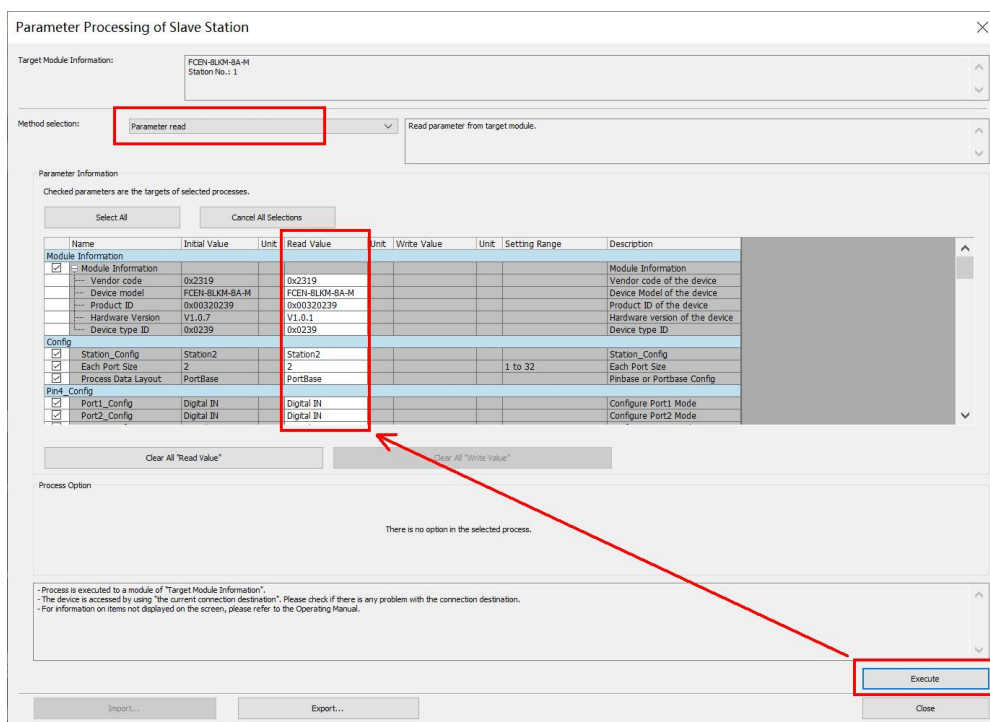 Parameter Processing of Slave Station
Target Module Information:
FCEN-8LKM-8A-M
Station No.: 1
Method selection:
Parameter read
Read parameter from target module.
Parameter Information
Checked parameters are the targets of selected processes.
Select All
Cancel All Selections
Name Initial Value Unit Read Value Unit Write Value Unit Setting Range Description
Module Information
Module Information Module Information
Vendor code 0x2319 0x2319 Vendor code of the device
Device model FCEN-8LKM-8A-M FCEN-8LKM-8A-M Device Model of the device
Product ID 0x00320239 0x00320239 Product ID of the device
Hardware Version V1.0.7 V1.0.1 Hardware version of the device
Device type ID 0x0239 0x0239 Device type ID
Config
Station_Config Station2 Station2 Station_Config
Each Port Size 2 2 1 to 32 Each Port Size
Process Data Layout PortBase PortBase Pinbase or Portbase Config
Pin4_Config
Port1_Config Digital IN Digital IN Configure Port1 Mode
Port2_Config Digital IN Digital IN Configure Port2 Mode
Clear All "Read Value"
Clear All "Write Value"
Process Option
There is no option in the selected process.
- Process is executed to a module of "Target Module Information".
- The device is accessed by using "the current connection destination". Please check if there is any problem with the connection destination.
- For information on items not displayed on the screen, please refer to the Operating Manual.
Execute
Import...
Export...
Close